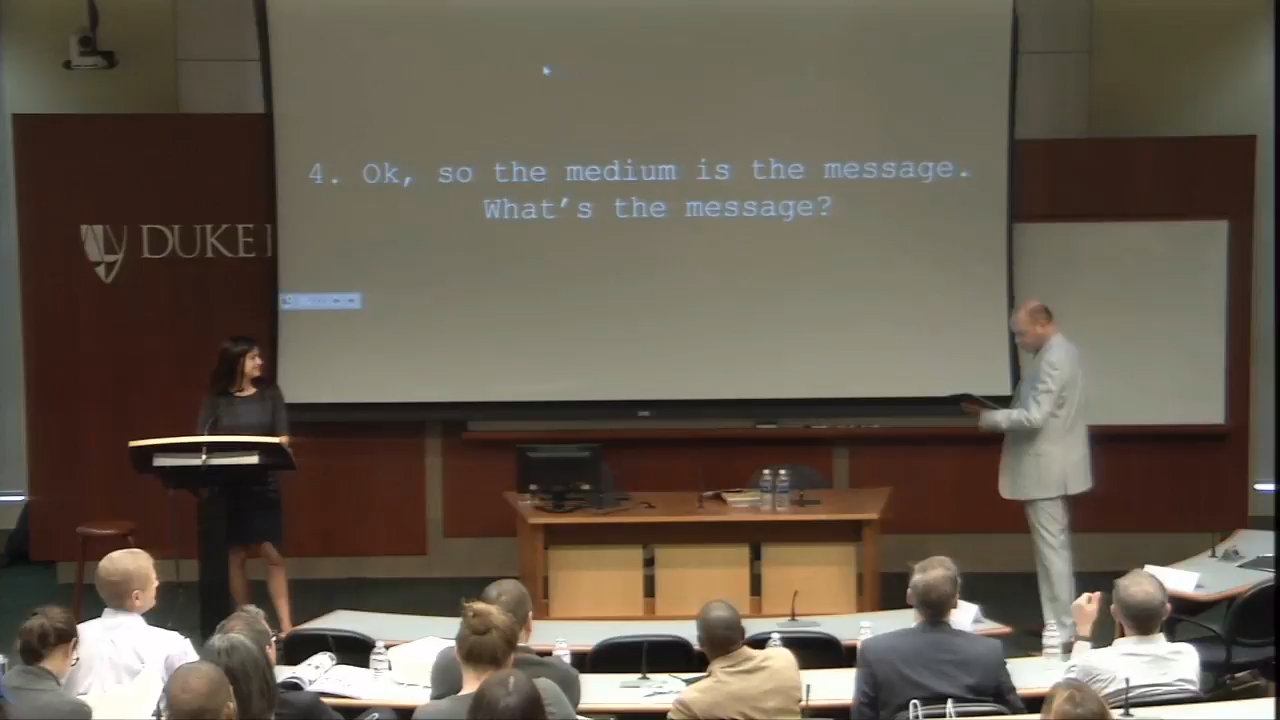 4. Ok, so the medium is the message.
What's the message?
DUKE